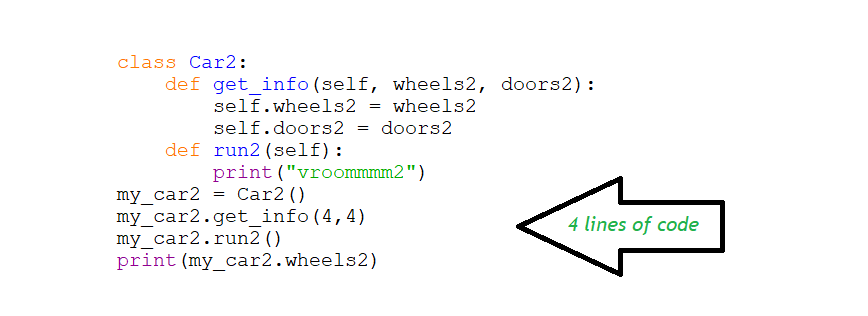 class Car2:
    def get_info(self, wheels2, doors2):
        self.wheels2 = wheels2
        self.doors2 = doors2
    def run2(self):
        print("vroommmm2")
my_car2 = Car2()
my_car2.get_info(4,4)
my_car2.run2()
print(my_car2.wheels2)
4 lines of code